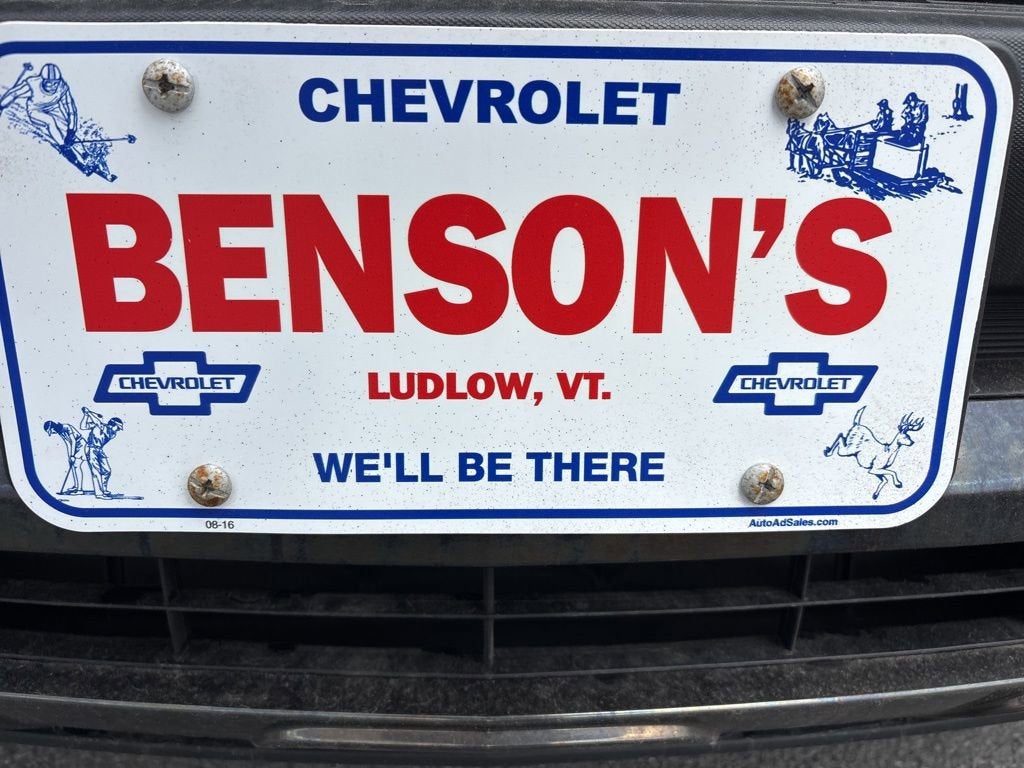 CHEVROLET
BENSON'S
CHEVROLET
LUDLOW, VT.
CHEVROLET
WE'LL BE THERE
08-16
AutoAdSales.com